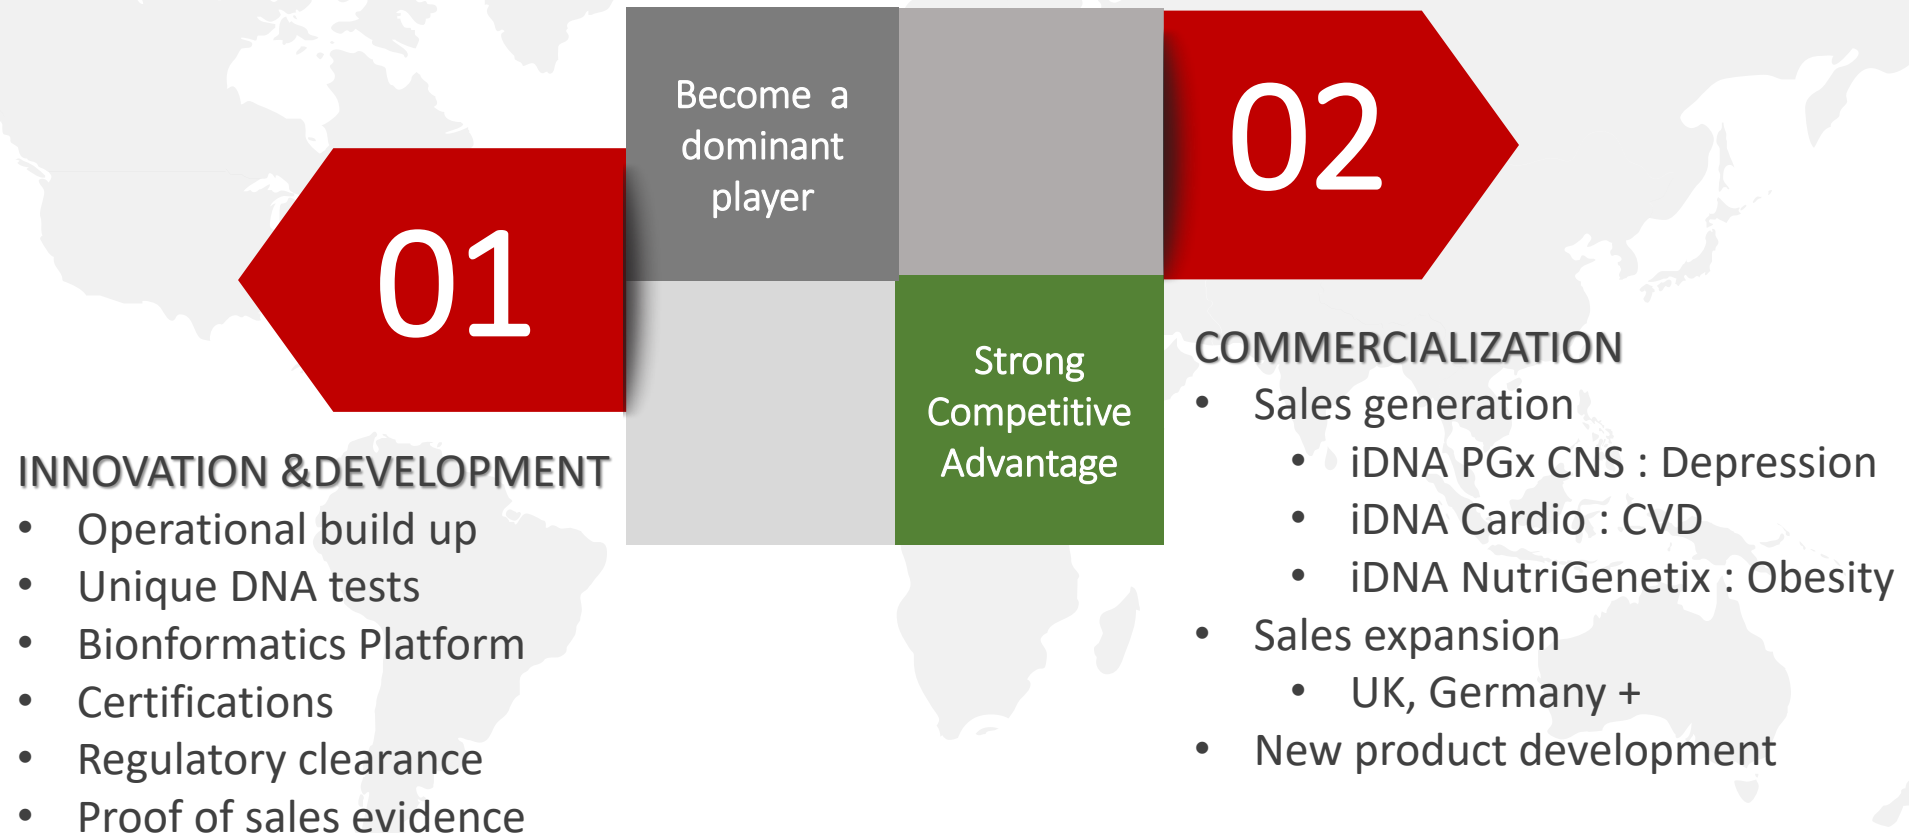 Become a
dominant
player
01
02
Strong
Competitive
Advantage
INNOVATION &DEVELOPMENT
• Operational build up
• Unique DNA tests
• Bionformatics Platform
• Certifications
• Regulatory clearance
• Proof of sales evidence
COMMERCIALIZATION
• Sales generation
• iDNA PGx CNS : Depression
• iDNA Cardio : CVD
• iDNA NutriGenetix : Obesity
• Sales expansion
• UK, Germany +
• New product development